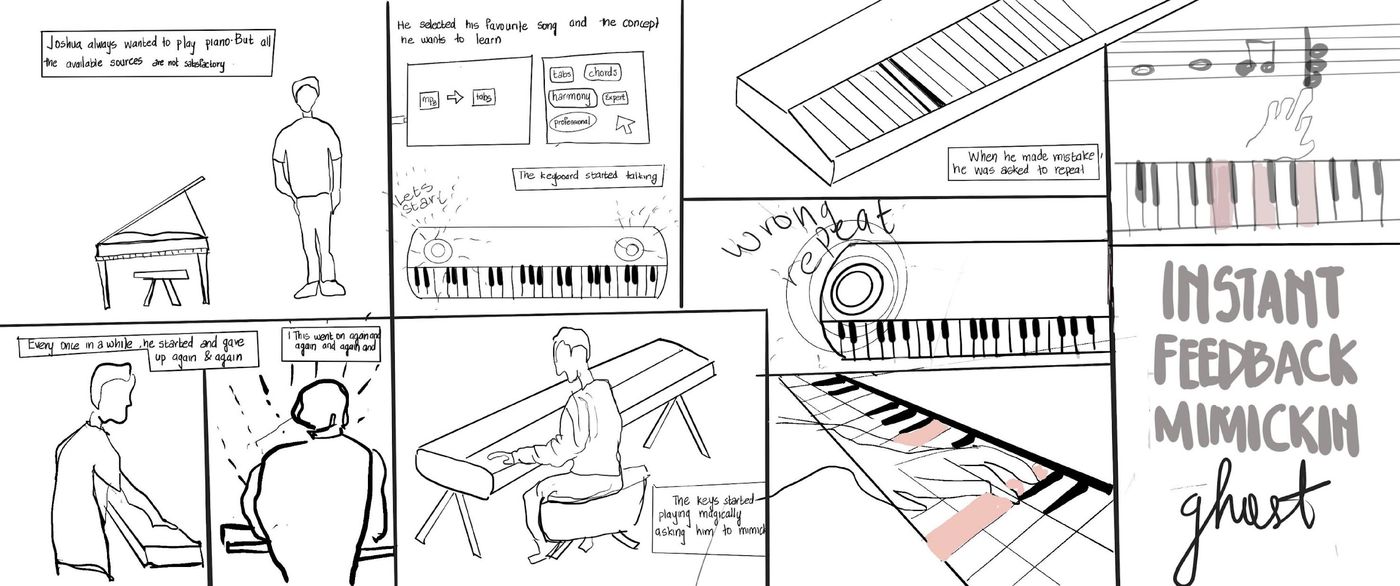 Joshua always wanted to play piano. But all
the available sources are not satisfactory
Every once in a while, he started and gave
up again & again
This went on again and
again and again and
He selected his favourite song and the concept
he wants to learn
mp3
tabs
tabs
chords
harmony
Expert
professional
The keyboard started talking
Lets
start
The keys started
playing magically
asking him to mimick
When he made mistake,
he was asked to repeat
wrong
repeat
INSTANT
FEEDBACK
MIMICKIN
ghost